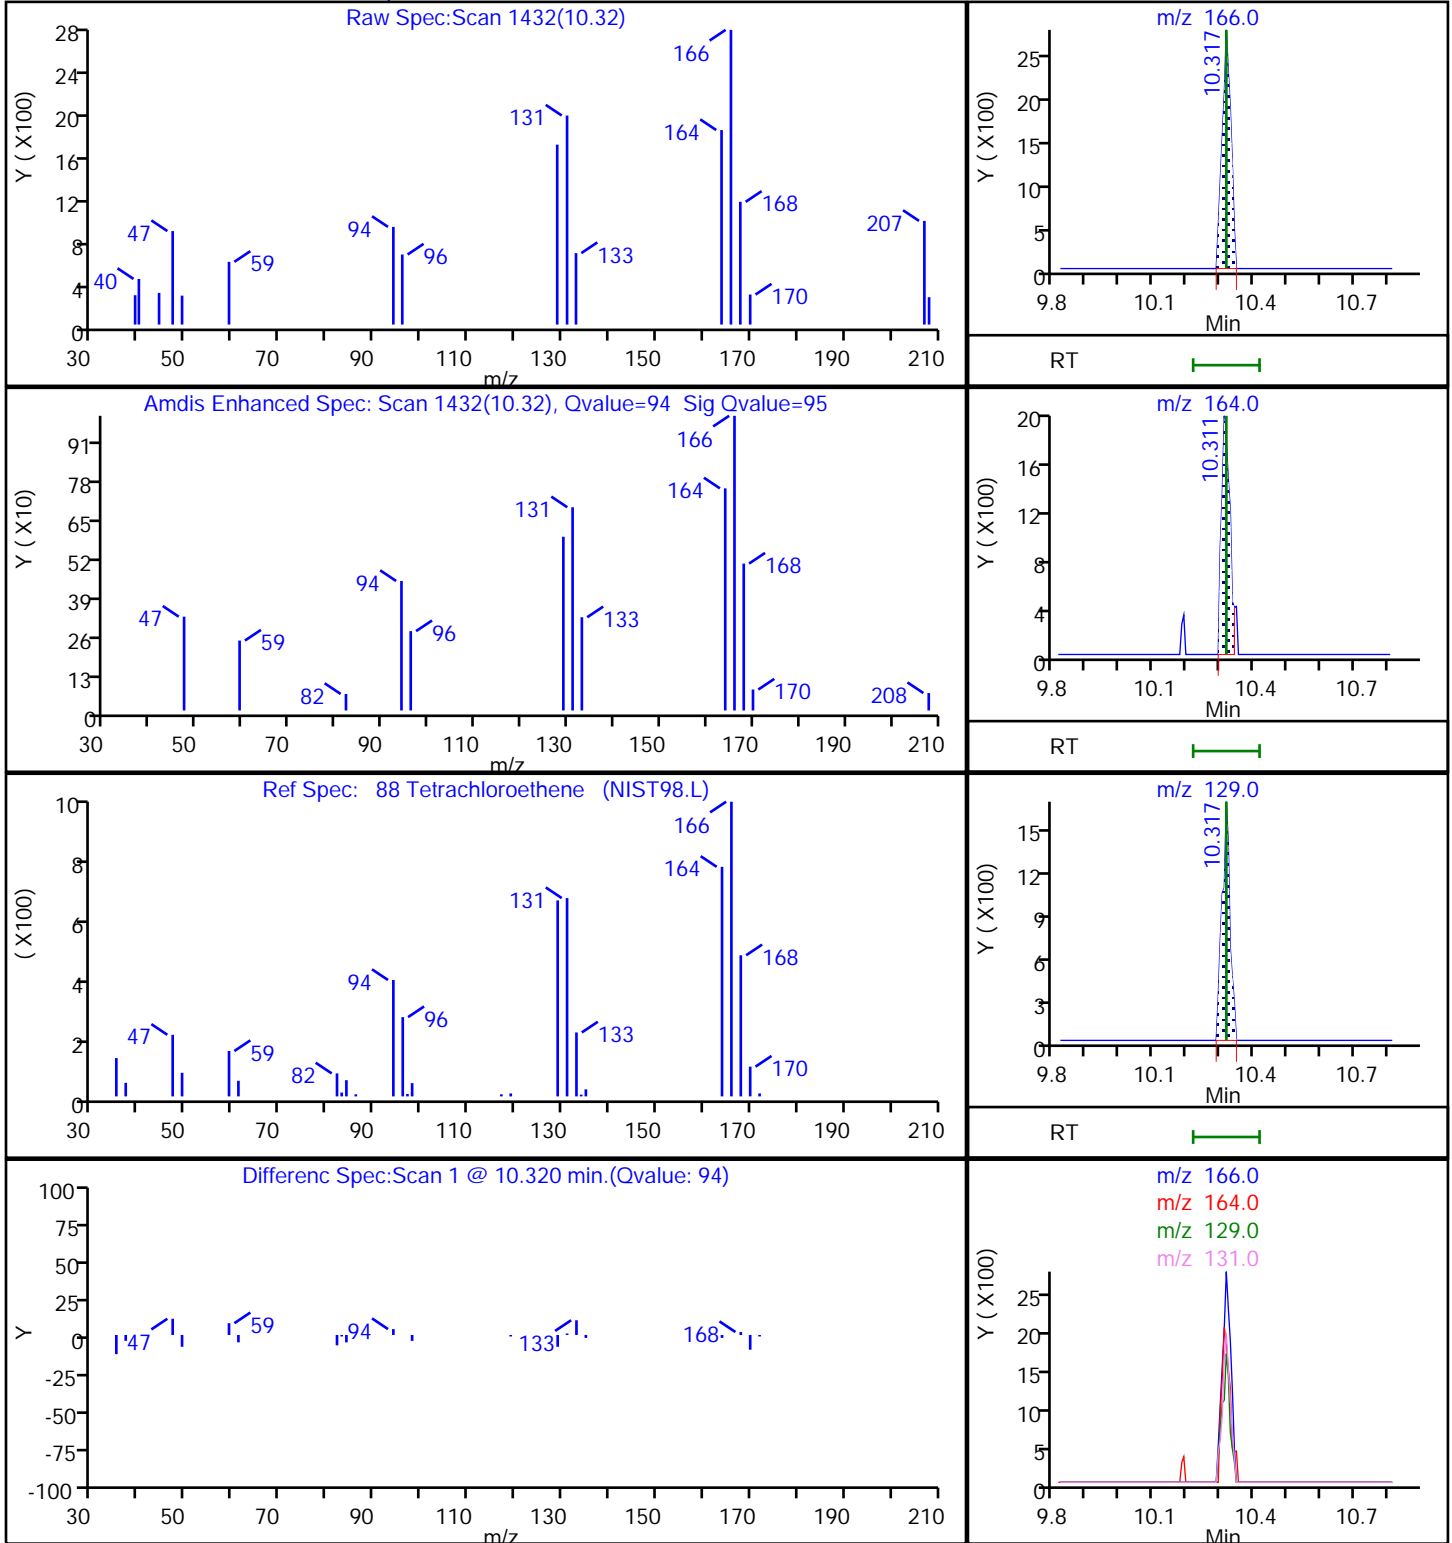 Raw Spec:Scan 1432(10.32)
Y ( X100)
28
24
20
16
12
8
4
0
166
131
164
168
207
47
94
96
59
133
40
170
30 50 70 90 110 130 150 170 190 210
m/z
m/z 166.0
Y ( X100)
25
20
15
10
5
0
10.317
9.8 10.1 10.4 10.7
Min
RT
Amdis Enhanced Spec: Scan 1432(10.32), Qvalue=94 Sig Qvalue=95
Y ( X10)
91
78
65
52
39
26
13
0
166
164
131
168
94
47
59
96
133
82
170
208
30 50 70 90 110 130 150 170 190 210
m/z
m/z 164.0
Y ( X100)
20
16
12
8
4
0
10.311
9.8 10.1 10.4 10.7
Min
RT
Ref Spec: 88 Tetrachloroethene (NIST98.L)
( X100)
10
8
6
4
2
0
166
164
131
168
94
96
47
59
133
82
170
30 50 70 90 110 130 150 170 190 210
m/z 129.0
Y ( X100)
15
12
9
6
3
0
10.317
9.8 10.1 10.4 10.7
Min
RT
Differenc Spec:Scan 1 @ 10.320 min.(Qvalue: 94)
Y
100
75
50
25
0
-25
-50
-75
-100
47
59
94
133
168
30 50 70 90 110 130 150 170 190 210
m/z
m/z 166.0
m/z 164.0
m/z 129.0
m/z 131.0
Y ( X100)
25
20
15
10
5
0
9.8 10.1 10.4 10.7
Min